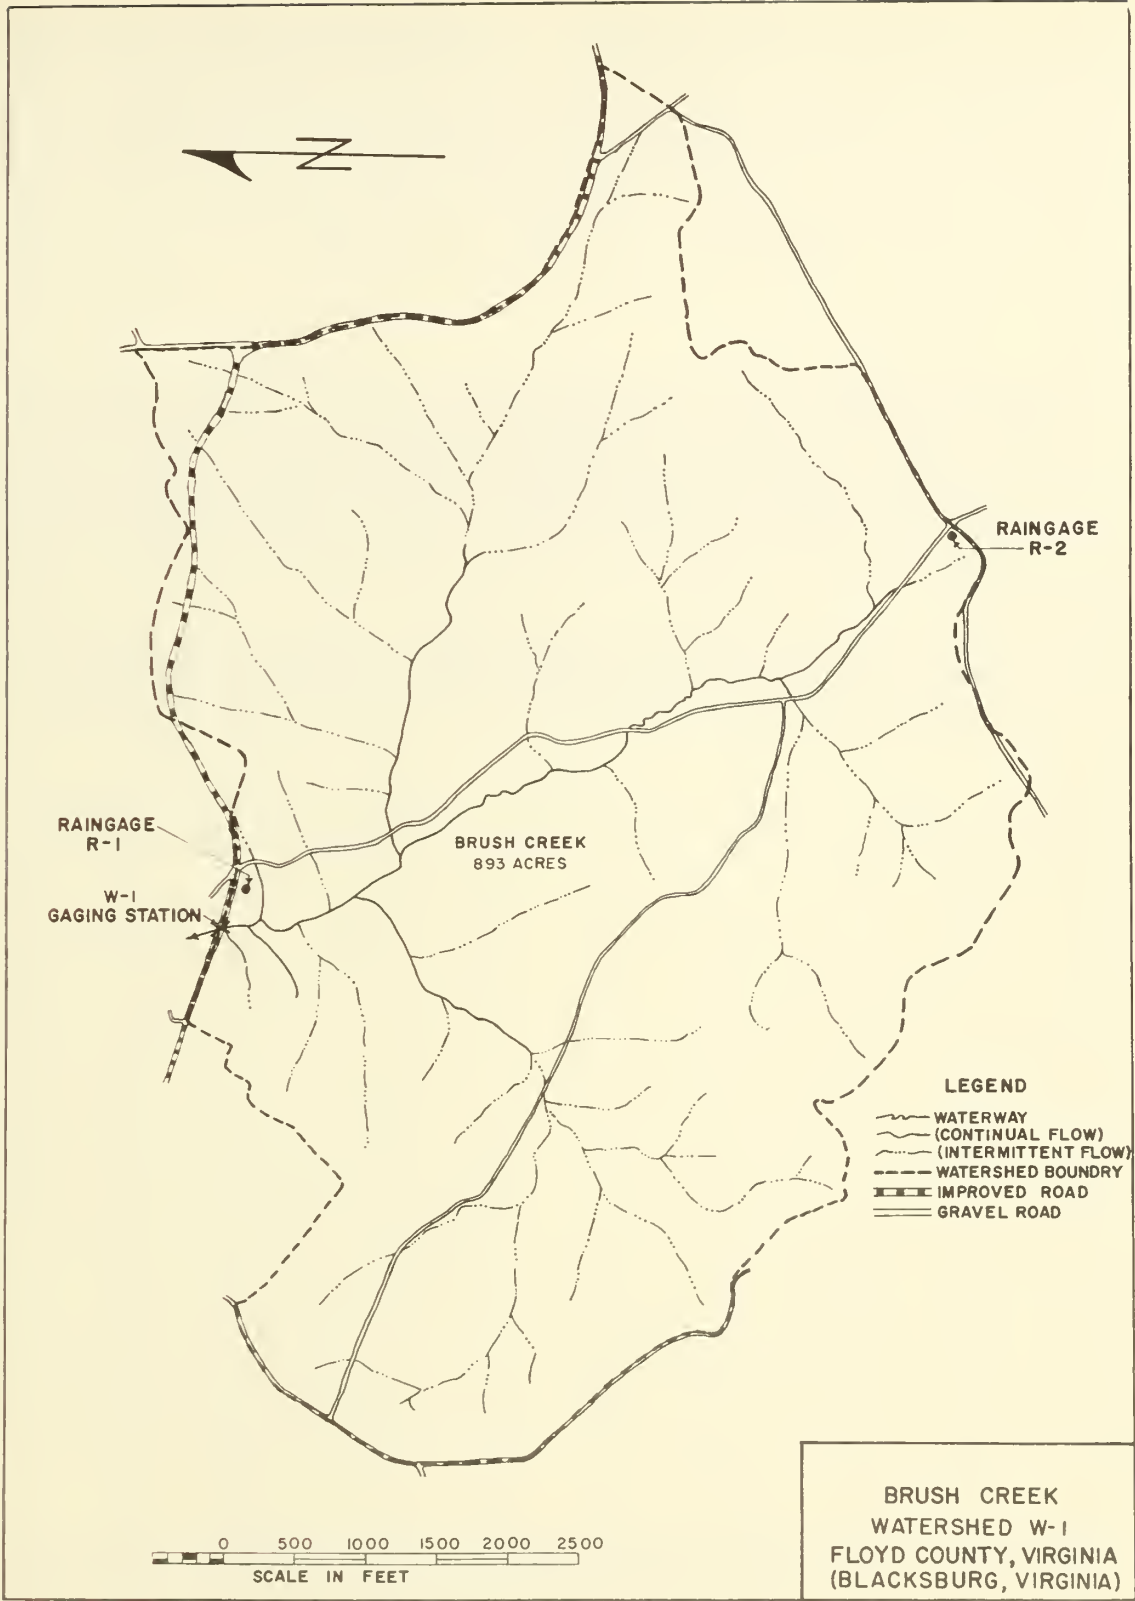 N
RAINGAGE
R-2
RAINGAGE
R-1
W-1
GAGING STATION
BRUSH CREEK
893 ACRES
LEGEND
WATERWAY
(CONTINUAL FLOW)
(INTERMITTENT FLOW)
WATERSHED BOUNDRY
IMPROVED ROAD
GRAVEL ROAD
0 500 1000 1500 2000 2500
SCALE IN FEET
BRUSH CREEK
WATERSHED W-1
FLOYD COUNTY, VIRGINIA
(BLACKSBURG, VIRGINIA)